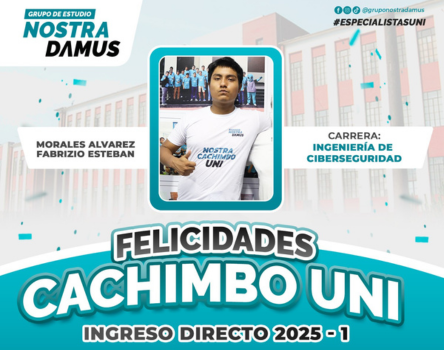 GRUPO DE ESTUDIO
NOSTRA
DAMUS
@gruponostradamus
#ESPECIALISTASUNI
MORALES ALVAREZ
FABRIZIO ESTEBAN
CARRERA:
INGENIERÍA DE
CIBERSEGURIDAD
NOSTRA
CACHIMBO
UNI
FELICIDADES
CACHIMBO UNI
INGRESO DIRECTO 2025 - 1